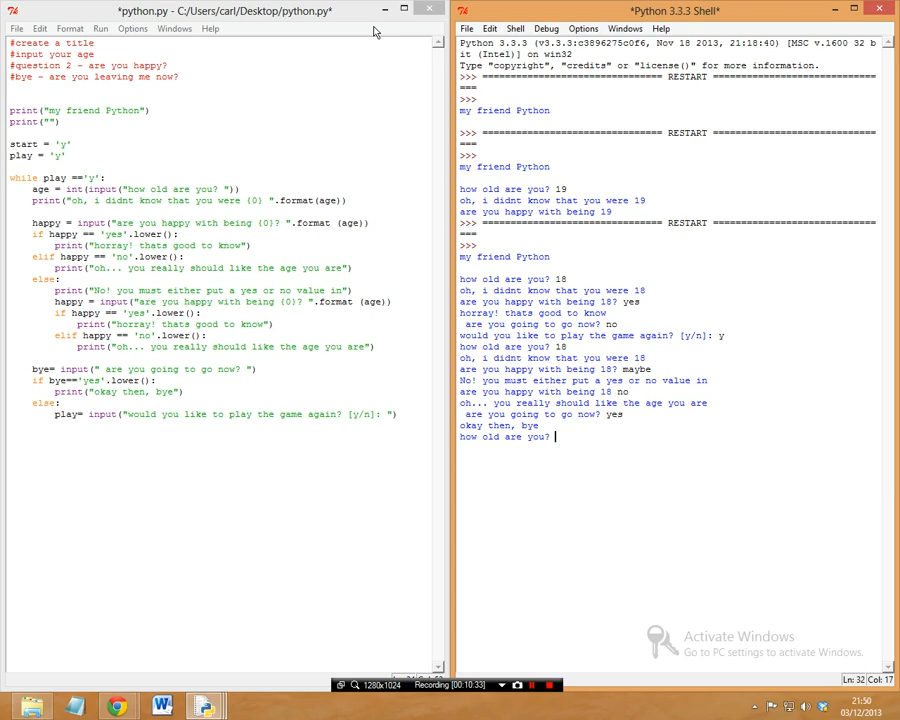 *python.py - C:/Users/carl/Desktop/python.py*
File Edit Format Run Options Windows Help
#create a title
#input your age
#question 2 - are you happy?
#bye - are you leaving me now?
print("my friend Python")
print("")
start = 'y'
play = 'y'
while play =='y':
age = int(input("how old are you? "))
print("oh, i didnt know that you were {0} ".format(age))
happy = input("are you happy with being {0}? ".format (age))
if happy == 'yes'.lower():
print("horray! thats good to know")
elif happy == 'no'.lower():
print("oh... you really should like the age you are")
else:
print("No! you must either put a yes or no value in")
happy = input("are you happy with being {0}? ".format (age))
if happy == 'yes'.lower():
print("horray! thats good to know")
elif happy == 'no'.lower():
print("oh... you really should like the age you are")
bye= input(" are you going to go now? ")
if bye=='yes'.lower():
print("okay then, bye")
else:
play= input("would you like to play the game again? [y/n]: ")
*Python 3.3.3 Shell*
File Edit Shell Debug Options Windows Help
Python 3.3.3 (v3.3.3:c3896275c0f6, Nov 18 2013, 21:18:40) [MSC v.1600 32 b
it (Intel)] on win32
Type "copyright", "credits" or "license()" for more information.
>>> ================================ RESTART =============================
===
>>>
my friend Python
>>> ================================ RESTART =============================
===
>>>
my friend Python
how old are you? 19
oh, i didnt know that you were 19
are you happy with being 19
>>> ================================ RESTART =============================
===
>>>
my friend Python
how old are you? 18
oh, i didnt know that you were 18
are you happy with being 18? yes
horray! thats good to know
are you going to go now? no
would you like to play the game again? [y/n]: y
how old are you? 18
oh, i didnt know that you were 18
are you happy with being 18? maybe
No! you must either put a yes or no value in
are you happy with being 18? no
oh... you really should like the age you are
are you going to go now? yes
okay then, bye
how old are you?
Activate Windows
Go to PC settings to activate Windows.
Ln: 32 Col: 17
1280x1024 Recording [00:10:33]
21:50
03/12/2013